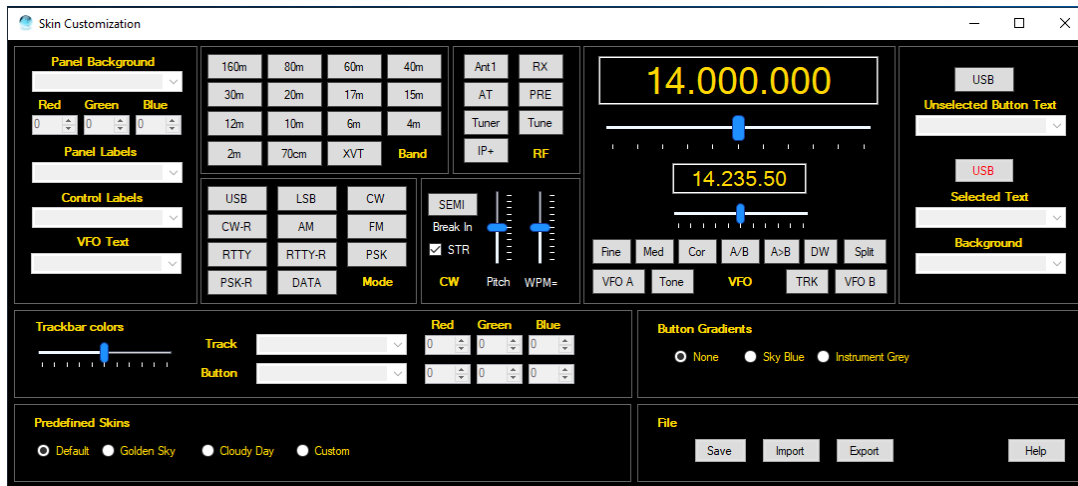 Skin Customization
Panel Background
Red Green Blue
0 0 0
Panel Labels
Control Labels
VFO Text
160m 80m 60m 40m
30m 20m 17m 15m
12m 10m 6m 4m
2m 70cm XVT Band
Ant1 RX
AT PRE
Tuner Tune
IP+ RF
USB LSB CW
CW-R AM FM
RTTY RTTY-R PSK
PSK-R DATA Mode
SEMI
Break In
STR
CW Pitch WPM=
14.000.000
14.235.50
Fine Med Cor A/B A>B DW Split
VFO A Tone VFO TRK VFO B
USB
Unselected Button Text
USB
Selected Text
Background
Trackbar colors
Red Green Blue
Track 0 0 0
Button 0 0 0
Button Gradients
None Sky Blue Instrument Grey
Predefined Skins
Default Golden Sky Cloudy Day Custom
File
Save Import Export Help